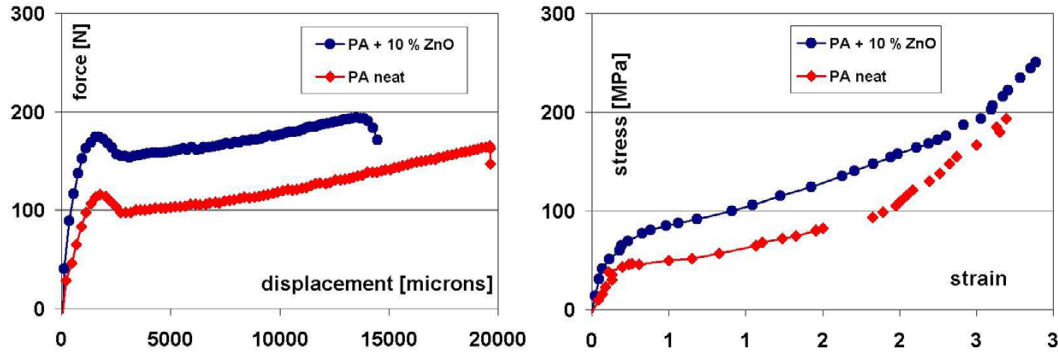 300
200
100
0
force [N]
PA + 10 % ZnO
PA neat
displacement [microns]
0 5000 10000 15000 20000
300
200
100
0
stress [MPa]
PA + 10 % ZnO
PA neat
strain
0 1 1 2 2 3 3